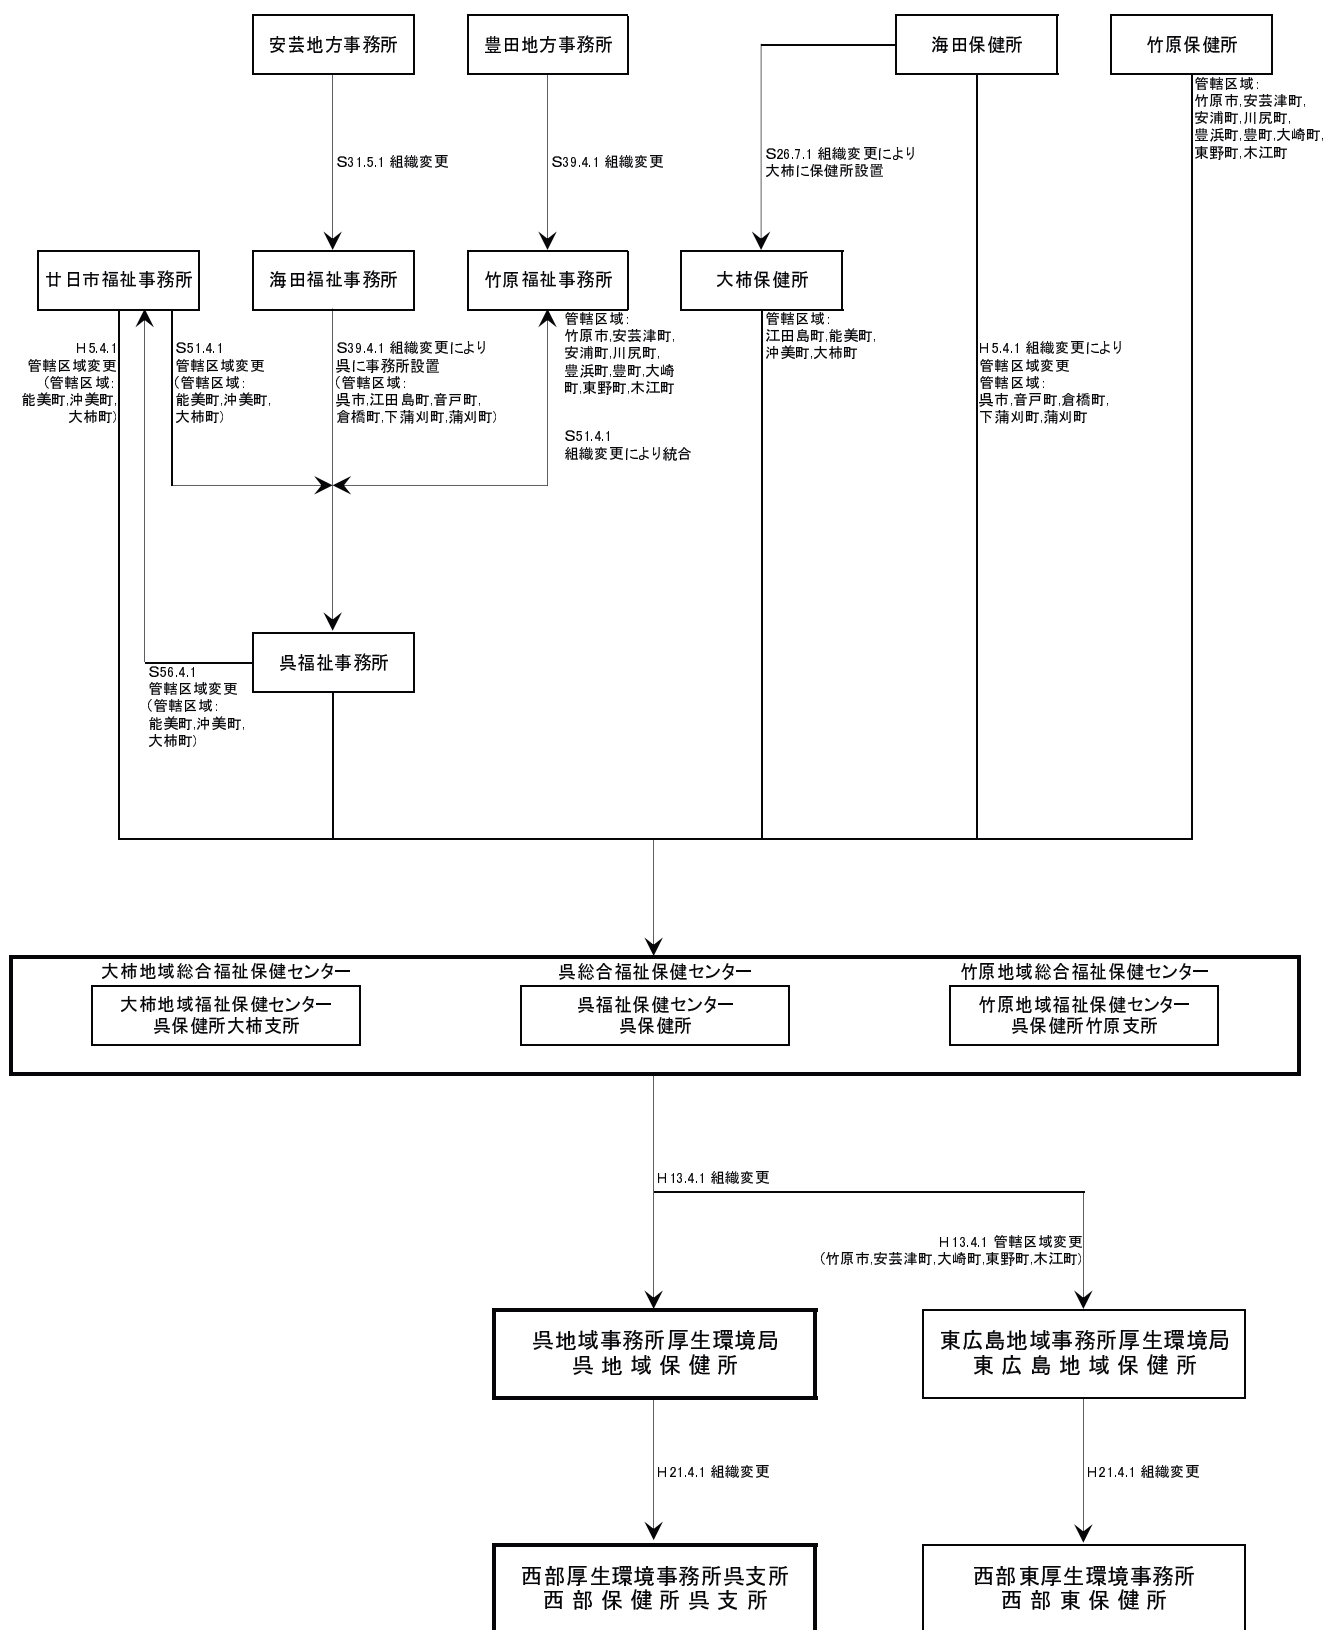 安芸地方事務所
豊田地方事務所
海田保健所
竹原保健所
管轄区域:
竹原市,安芸津町,
安浦町,川尻町,
豊浜町,豊町,大崎町,
東野町,木江町
S31.5.1 組織変更
S39.4.1 組織変更
S26.7.1 組織変更により
大柿に保健所設置
廿日市福祉事務所
海田福祉事務所
竹原福祉事務所
大柿保健所
H5.4.1
管轄区域変更
(管轄区域:
能美町,沖美町,
大柿町)
S51.4.1
管轄区域変更
(管轄区域:
能美町,沖美町,
大柿町)
S39.4.1 組織変更により
呉に事務所設置
(管轄区域:
呉市,江田島町,音戸町,
倉橋町,下蒲刈町,蒲刈町)
管轄区域:
竹原市,安芸津町,
安浦町,川尻町,
豊浜町,豊町,大崎
町,東野町,木江町
S51.4.1
組織変更により統合
管轄区域:
江田島町,能美町,
沖美町,大柿町
H5.4.1 組織変更により
管轄区域変更
管轄区域:
呉市,音戸町,倉橋町,
下蒲刈町,蒲刈町
呉福祉事務所
S56.4.1
管轄区域変更
(管轄区域:
能美町,沖美町,
大柿町)
大柿地域総合福祉保健センター
大柿地域福祉保健センター
呉保健所大柿支所
呉総合福祉保健センター
呉福祉保健センター
呉保健所
竹原地域総合福祉保健センター
竹原地域福祉保健センター
呉保健所竹原支所
H13.4.1 組織変更
H13.4.1 管轄区域変更
(竹原市,安芸津町,大崎町,東野町,木江町)
呉地域事務所厚生環境局
呉地域保健所
東広島地域事務所厚生環境局
東広島地域保健所
H21.4.1 組織変更
H21.4.1 組織変更
西部厚生環境事務所呉支所
西部保健所呉支所
西部東厚生環境事務所
西部東保健所